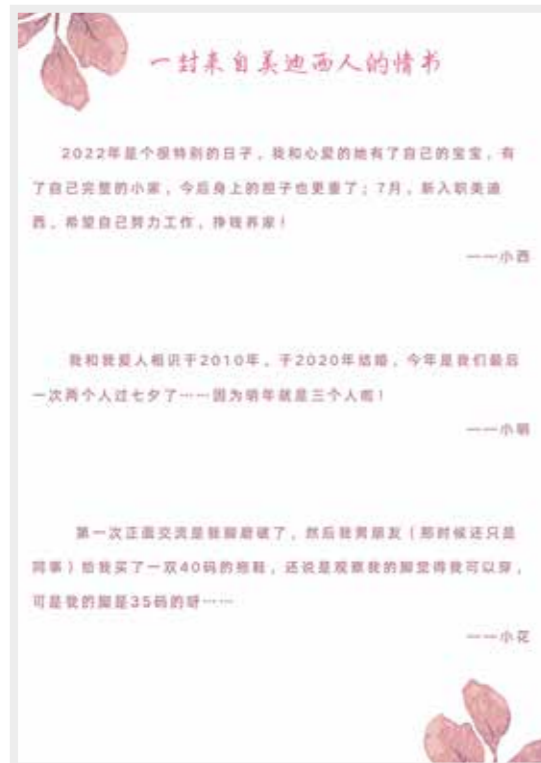 一封来自美迪西人的情书
2022年是个很特别的日子，我和心爱的她有了自己的宝宝，有
了自己完整的小家，今后身上的担子也更重了；7月，新入职美迪
西，希望自己努力工作，挣钱养家！
——小西
我和我爱人相识于2010年，于2020年结婚，今年是我们最后
一次两个人过七夕了……因为明年就是三个人啦！
——小明
第一次正面交流是我脚磨破了，然后我男朋友（那时候还只是
同事）给我买了一双40码的拖鞋，还说是观察我的脚觉得我可以穿，
可是我的脚是35码的呀……
——小花